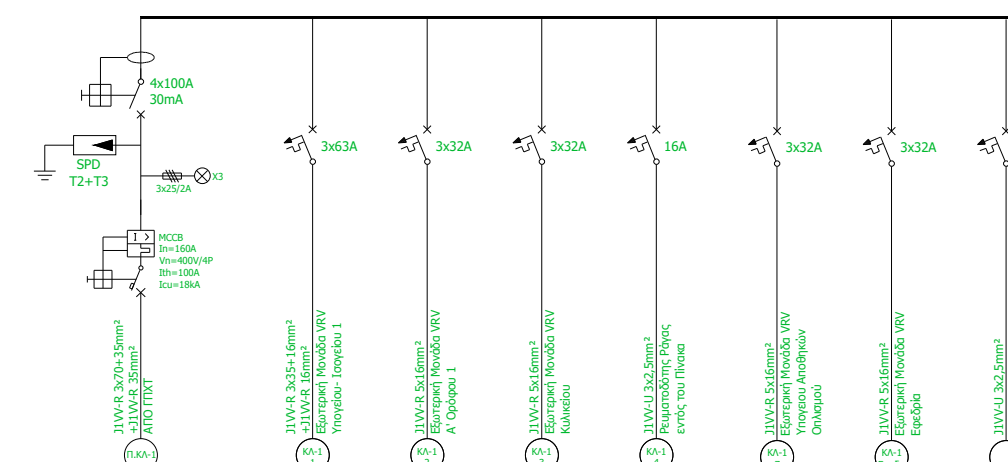 4x100A
30mA
SPD
T2+T3
3x25/2A
X3
MCCB
In=160A
Vn=400V/4P
Ith=100A
Icu=18kA
J1VV-R 3x70+35mm²
+J1VV-R 35mm²
ΑΠΟ ΓΠΧΤ
Π.ΚΛ-1
3x63A
J1VV-R 3x35+16mm²
+J1VV-R 16mm²
Εξωτερική Μονάδα VRV
Υπογείου- Ισογείου 1
ΚΛ-1
3x32A
J1VV-R 5x16mm²
Εξωτερική Μονάδα VRV
Α' Ορόφου 1
ΚΛ-1
3x32A
J1VV-R 5x16mm²
Εξωτερική Μονάδα VRV
Κυλικείου
ΚΛ-1
16A
J1VV-U 3x2,5mm²
Ρευματοδότης Ράγας
εντός του Πίνακα
ΚΛ-1
3x32A
J1VV-R 5x16mm²
Εξωτερική Μονάδα VRV
Υπογειου Αποθηκών
Οπλισμού
ΚΛ-1
3x32A
J1VV-R 5x16mm²
Εξωτερική Μονάδα VRV
Εφεδρία
ΚΛ-1
J1VV-U 3x2,5mm²